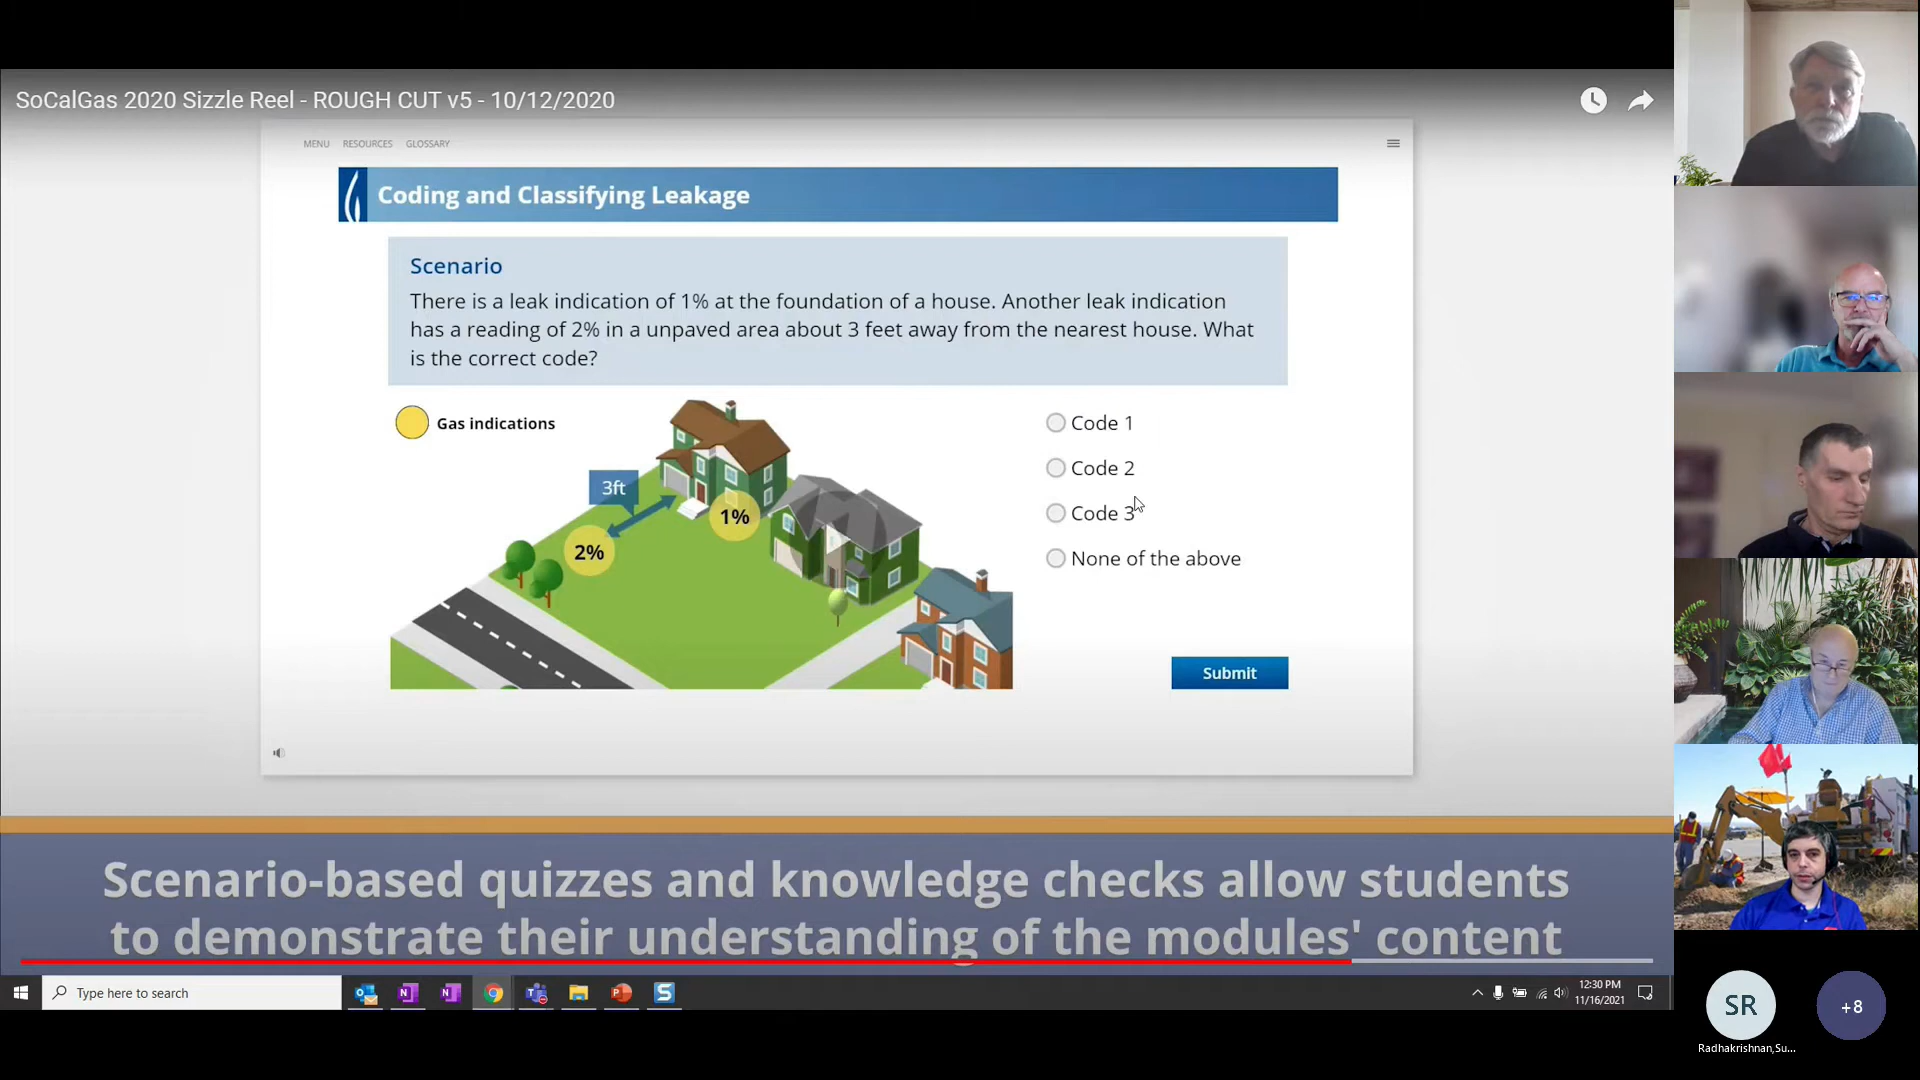 SoCalGas 2020 Sizzle Reel - ROUGH CUT v5 - 10/12/2020
MENU RESOURCES GLOSSARY
Coding and Classifying Leakage
Scenario
There is a leak indication of 1% at the foundation of a house. Another leak indication
has a reading of 2% in a unpaved area about 3 feet away from the nearest house. What
is the correct code?
Gas indications
3ft
1%
2%
Code 1
Code 2
Code 3
None of the above
Submit
Scenario-based quizzes and knowledge checks allow students
to demonstrate their understanding of the modules' content
Type here to search
12:30 PM
11/16/2021
SR
+8
Radhakrishnan,Su...